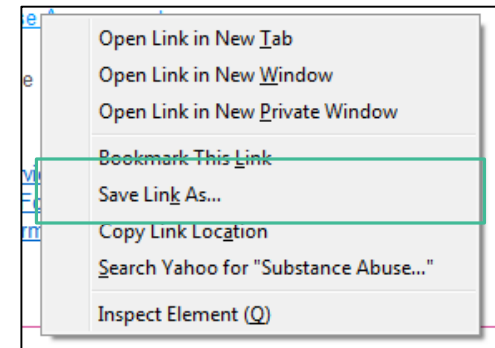 Open Link in New Tab
Open Link in New Window
Open Link in New Private Window
Bookmark This Link
Save Link As...
Copy Link Location
Search Yahoo for "Substance Abuse..."
Inspect Element (Q)